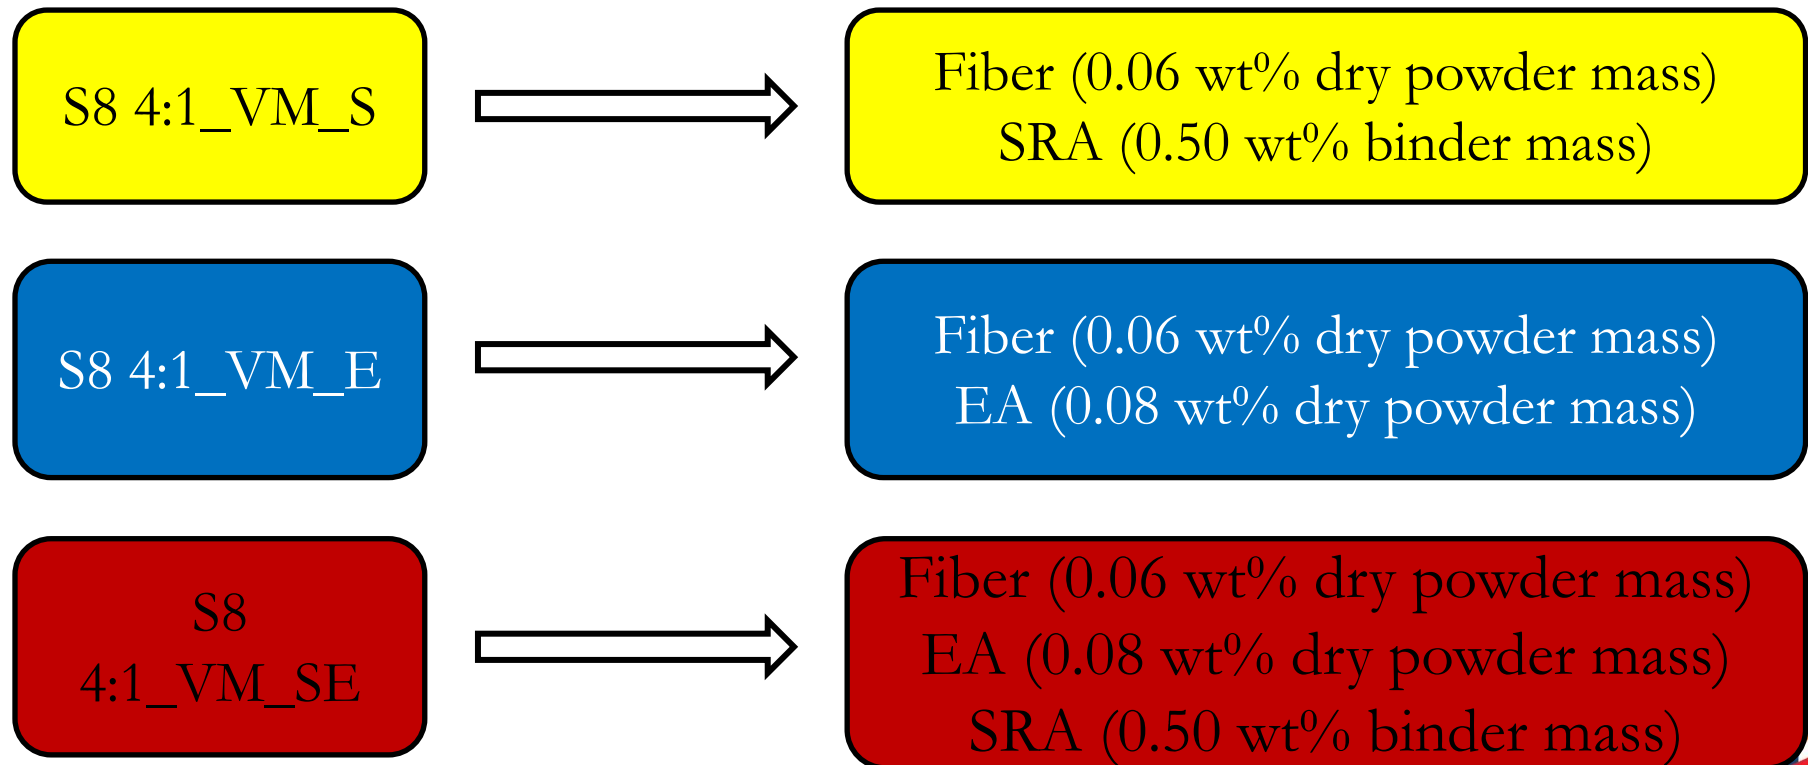 S8 4:1_VM_S
Fiber (0.06 wt% dry powder mass)
SRA (0.50 wt% binder mass)
S8 4:1_VM_E
Fiber (0.06 wt% dry powder mass)
EA (0.08 wt% dry powder mass)
S8
4:1_VM_SE
Fiber (0.06 wt% dry powder mass)
EA (0.08 wt% dry powder mass)
SRA (0.50 wt% binder mass)